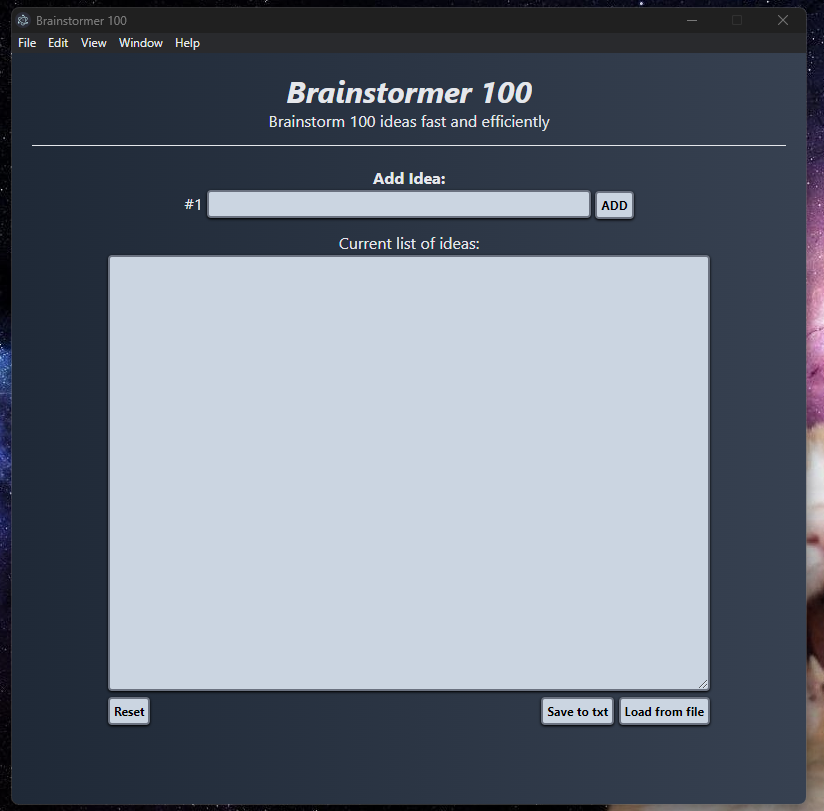 Brainstormer 100
File Edit View Window Help
Brainstormer 100
Brainstorm 100 ideas fast and efficiently
Add Idea:
#1 ADD
Current list of ideas:
Reset Save to txt Load from file